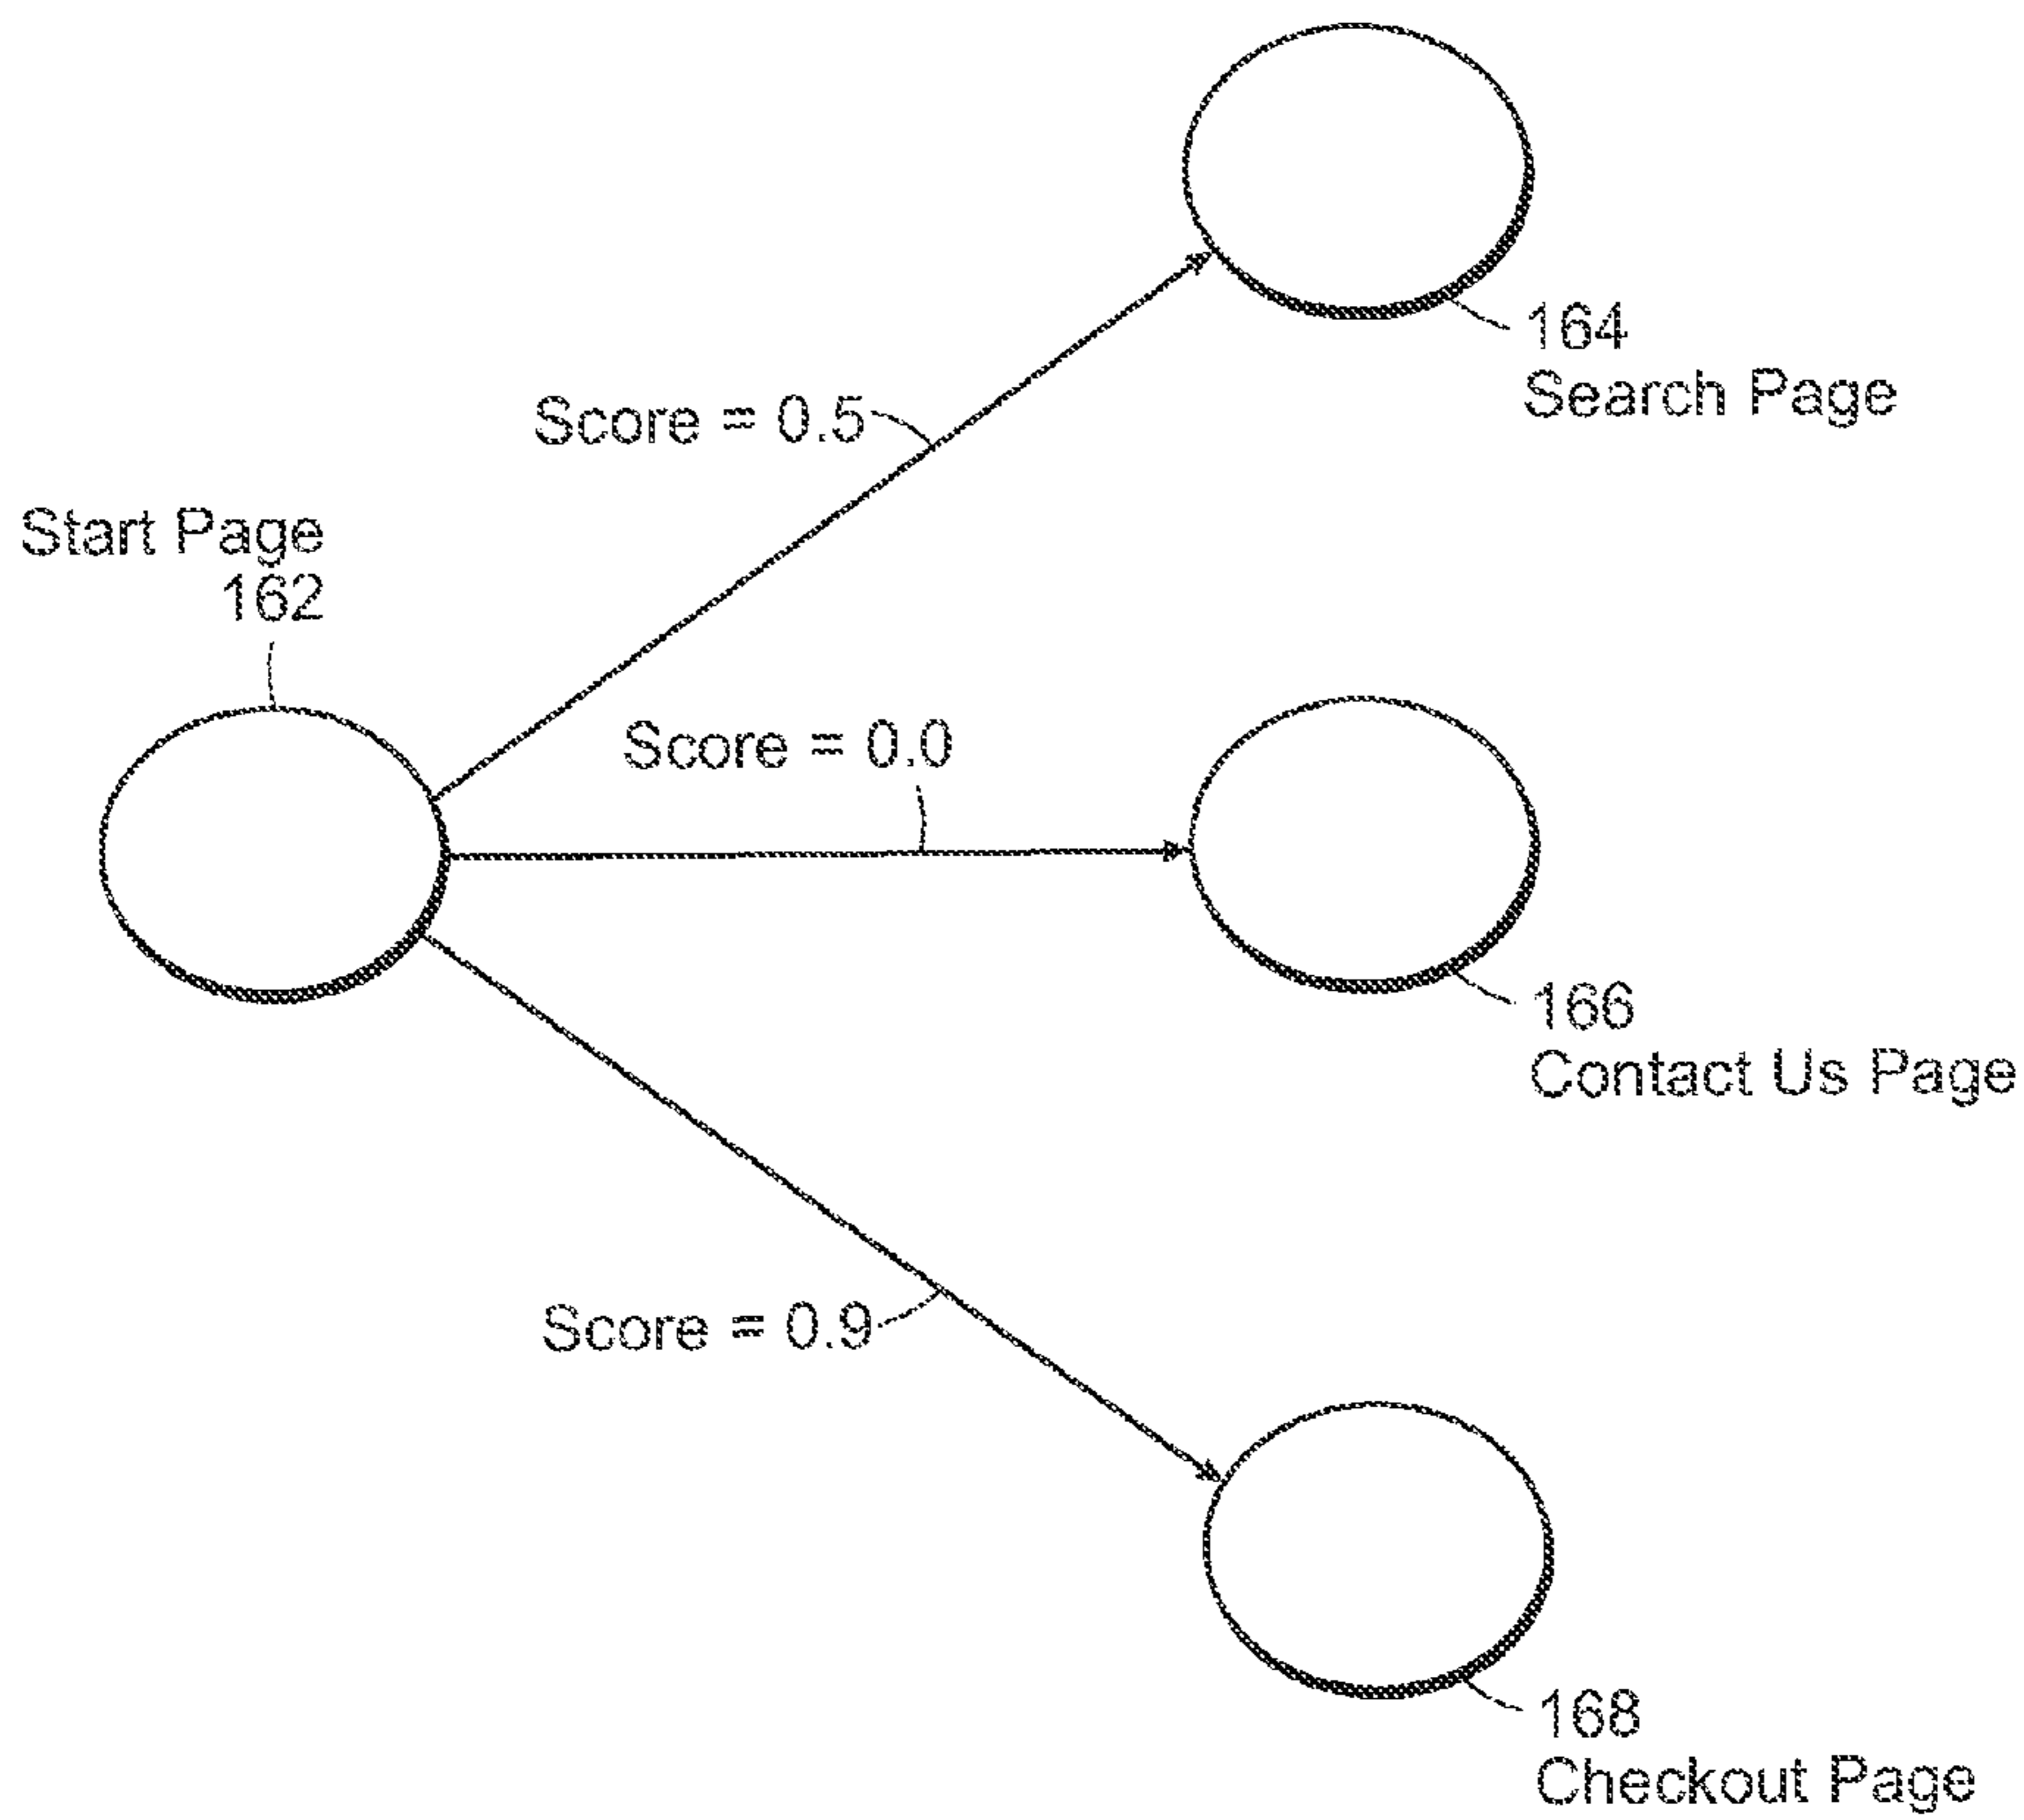 164
Search Page
Score = 0.5
Start Page
162
Score = 0.0
166
Contact Us Page
Score = 0.9
168
Checkout Page